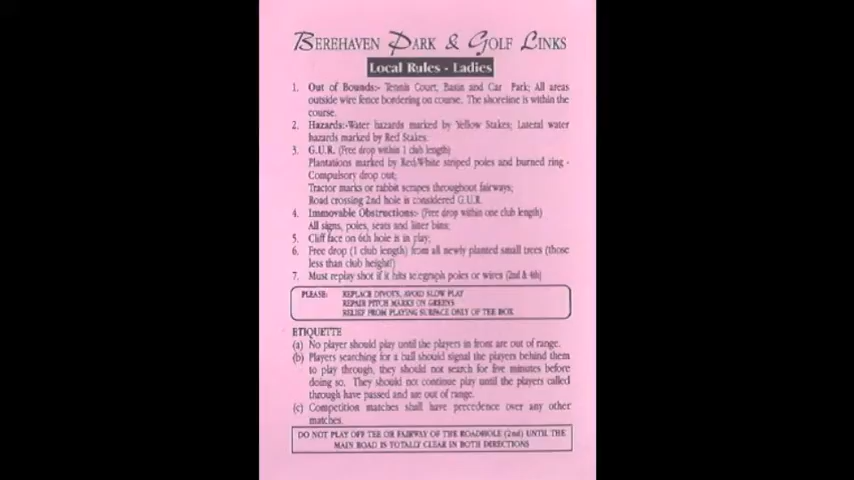 BEREHAVEN PARK & GOLF LINKS
Local Rules - Ladies
1. Out of Bounds:- Tennis Court, Basin and Car Park; All areas
outside wire fence bordering on course. The shoreline is within the
course.
2. Hazards:-Water hazards marked by Yellow Stakes; Lateral water
hazards marked by Red Stakes.
3. G.U.R. (Free drop within 1 club length)
Plantations marked by Red/White striped poles and burned ring -
Compulsory drop out;
Tractor marks or rabbit scrapes throughout fairways;
Road crossing 2nd hole is considered G.U.R.
4. Immovable Obstructions:- (Free drop within one club length)
All signs, poles, seats and litter bins;
5. Cliff face on 6th hole is in play;
6. Free drop (1 club length) from all newly planted small trees (those
less than club height!)
7. Must replay shot if it hits telegraph poles or wires (2nd & 4th)
PLEASE: REPLACE DIVOTS, AVOID SLOW PLAY
REPAIR PITCH MARKS ON GREENS
RELIEF FROM PLAYING SURFACE ONLY OF TEE BOX
ETIQUETTE
(a) No player should play until the players in front are out of range.
(b) Players searching for a ball should signal the players behind them
to play through, they should not search for five minutes before
doing so. They should not continue play until the players called
through have passed and are out of range.
(c) Competition matches shall have precedence over any other
matches.
DO NOT PLAY OFF TEE OR FAIRWAY OF THE ROADHOLE (2nd) UNTIL THE
MAIN ROAD IS TOTALLY CLEAR IN BOTH DIRECTIONS